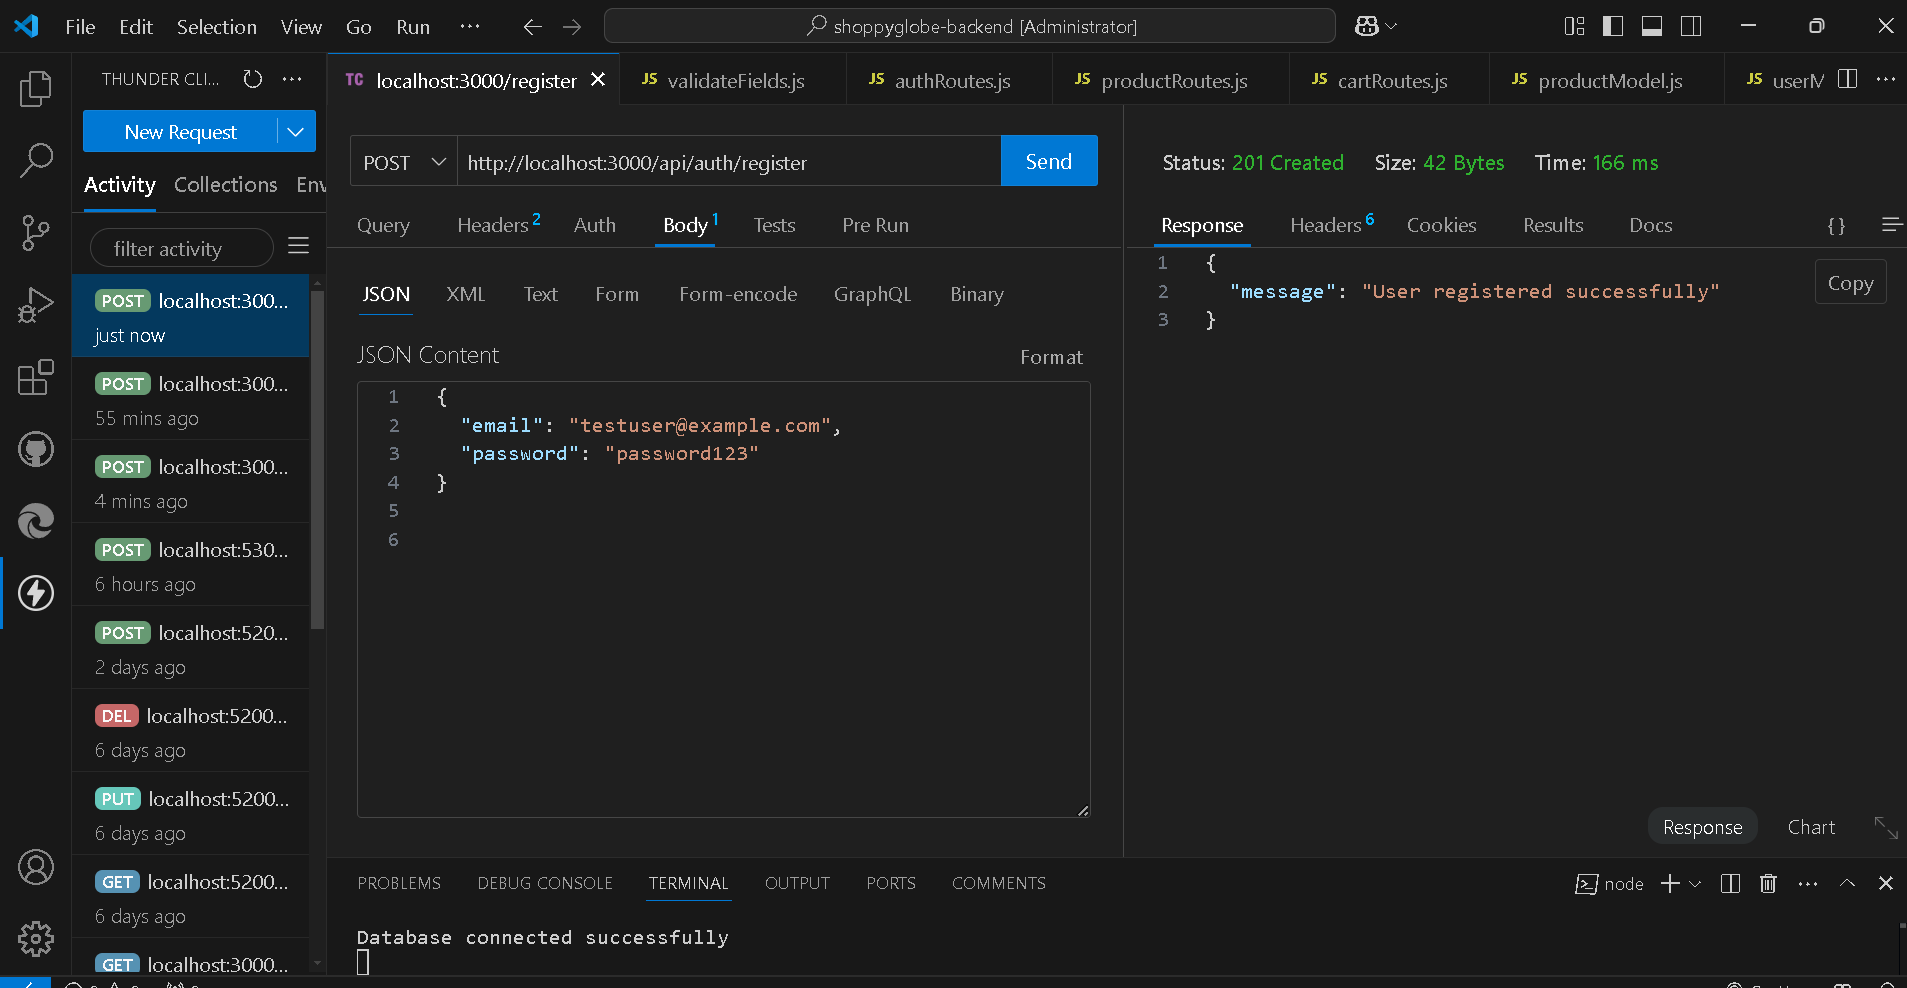 File Edit Selection View Go Run ··· shoppyglobe-backend [Administrator]
THUNDER CLI... ···
New Request
Activity Collections Env
filter activity
POST localhost:300...
just now
POST localhost:300...
55 mins ago
POST localhost:300...
4 mins ago
POST localhost:530...
6 hours ago
POST localhost:520...
2 days ago
DEL localhost:5200...
6 days ago
PUT localhost:5200...
6 days ago
GET localhost:5200...
6 days ago
GET localhost:3000...
TC localhost:3000/register JS validateFields.js JS authRoutes.js JS productRoutes.js JS cartRoutes.js JS productModel.js JS userM ···
POST http://localhost:3000/api/auth/register Send
Query Headers 2 Auth Body 1 Tests Pre Run
JSON XML Text Form Form-encode GraphQL Binary
JSON Content Format
1 {
2 "email": "testuser@example.com",
3 "password": "password123"
4 }
5
6
Status: 201 Created Size: 42 Bytes Time: 166 ms
Response Headers 6 Cookies Results Docs {}
1 {
2 "message": "User registered successfully"
3 }
Copy
Response Chart
PROBLEMS DEBUG CONSOLE TERMINAL OUTPUT PORTS COMMENTS node ···
Database connected successfully